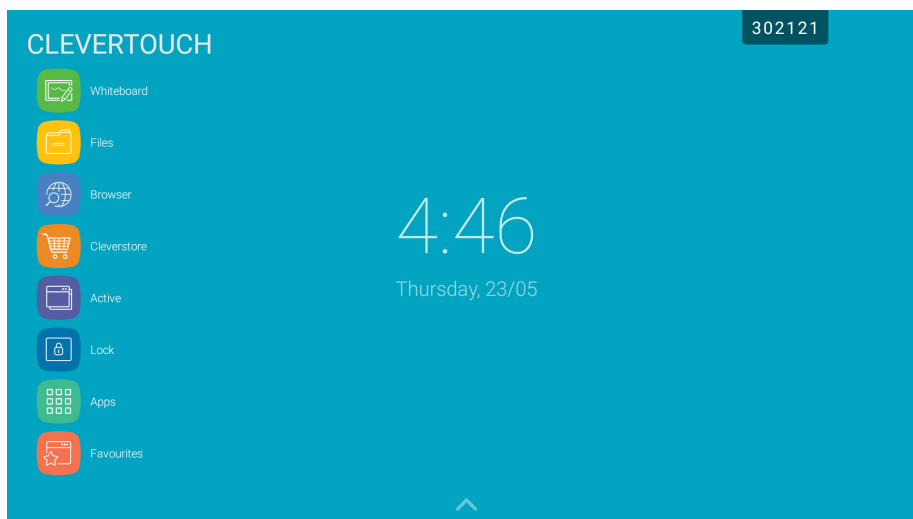 302121
CLEVERTOUCH
Whiteboard
Files
Browser
Cleverstore
Active
Lock
Apps
Favourites
4:46
Thursday, 23/05